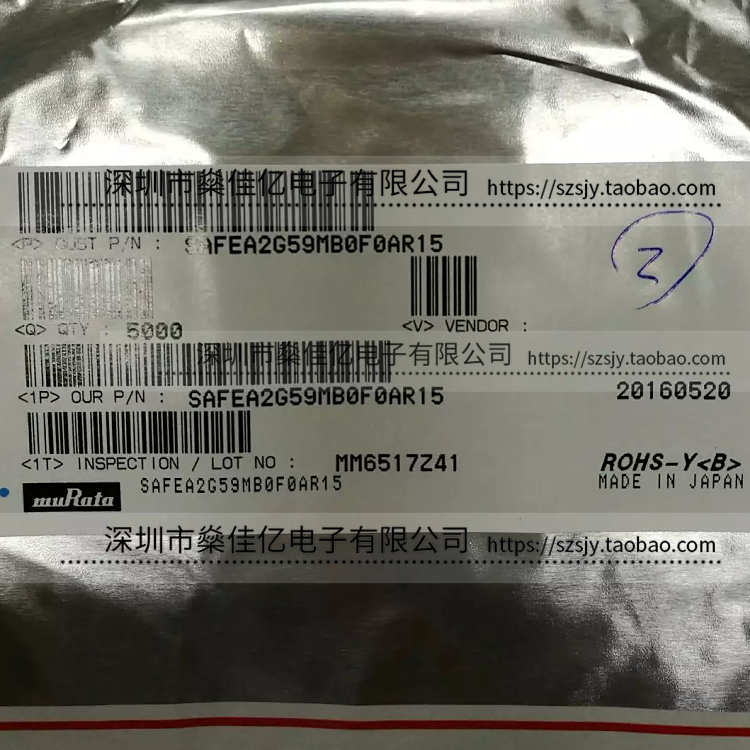 深圳市燊佳亿电子有限公司 https://szsjy.taobao.com
<P> CUST P/N : SAFEA2G59MB0F0AR15
2
<Q> QTY : 5000
<V> VENDOR :
深圳市燊佳亿电子有限公司 https://szsjy.taobao.com
<1P> OUR P/N : SAFEA2G59MB0F0AR15
20160520
<1T> INSPECTION / LOT NO : MM6517Z41
ROHS-Y<B>
muRata SAFEA2G59MB0F0AR15
MADE IN JAPAN
深圳市燊佳亿电子有限公司 https://szsjy.taobao.com